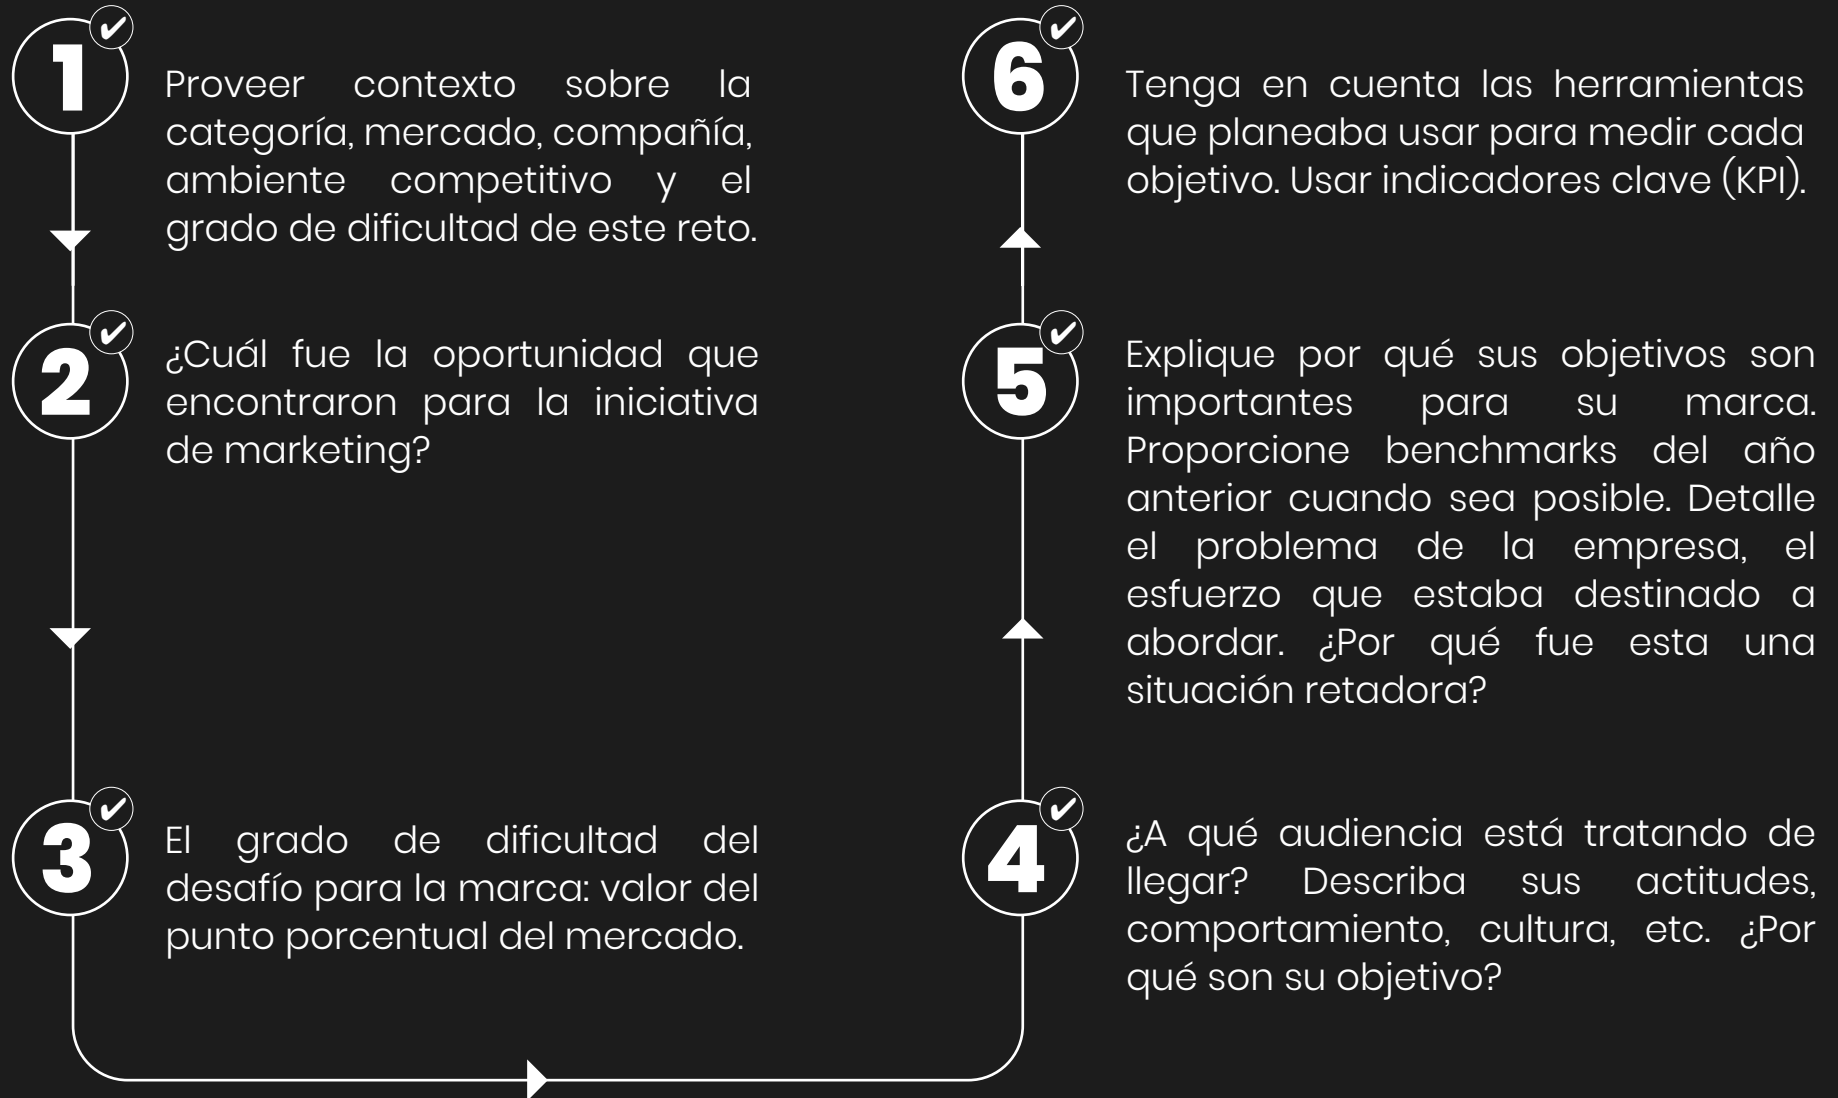 1
Proveer contexto sobre la
categoría, mercado, compañía,
ambiente competitivo y el
grado de dificultad de este reto.
2
¿Cuál fue la oportunidad que
encontraron para la iniciativa
de marketing?
3
El grado de dificultad del
desafío para la marca: valor del
punto porcentual del mercado.
4
¿A qué audiencia está tratando de
llegar? Describa sus actitudes,
comportamiento, cultura, etc. ¿Por
qué son su objetivo?
5
Explique por qué sus objetivos son
importantes para su marca.
Proporcione benchmarks del año
anterior cuando sea posible. Detalle
el problema de la empresa, el
esfuerzo que estaba destinado a
abordar. ¿Por qué fue esta una
situación retadora?
6
Tenga en cuenta las herramientas
que planeaba usar para medir cada
objetivo. Usar indicadores clave (KPI).